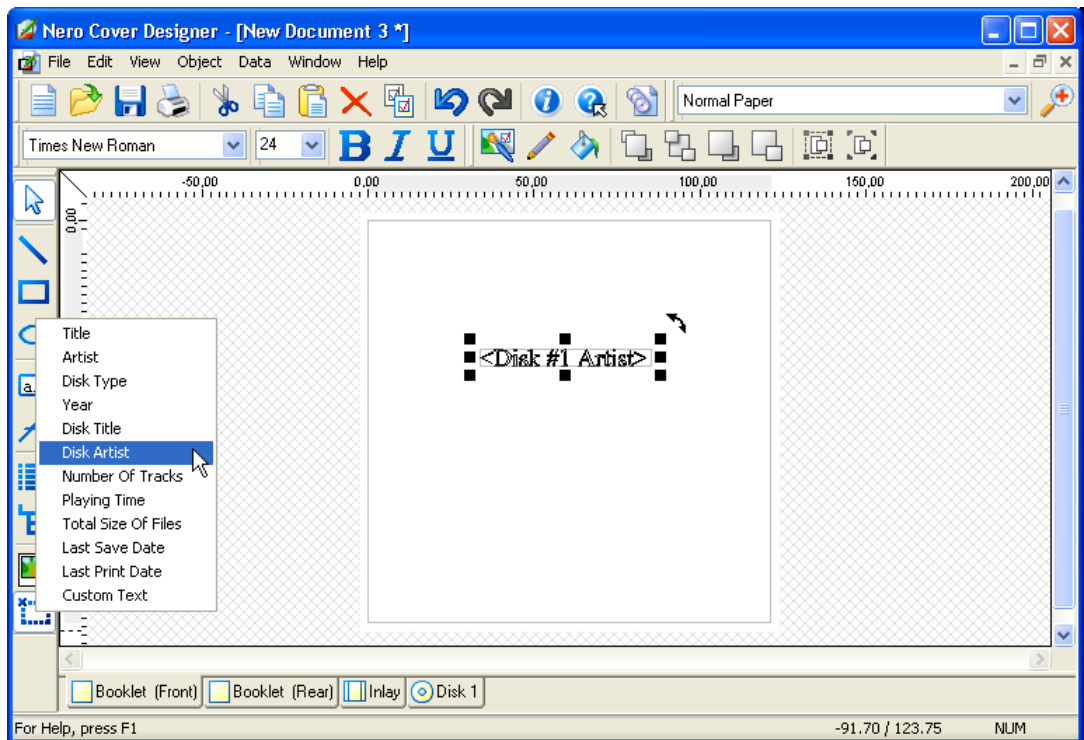 Nero Cover Designer - [New Document 3 *]
File Edit View Object Data Window Help
Normal Paper
Times New Roman 24 B I U
-50,00 0,00 50,00 100,00 150,00 200,00
0,00
a
Title
Artist
Disk Type
Year
Disk Title
Disk Artist
Number Of Tracks
Playing Time
Total Size Of Files
Last Save Date
Last Print Date
Custom Text
<Disk #1 Artist>
Booklet (Front) Booklet (Rear) Inlay Disk 1
For Help, press F1 -91.70 / 123.75 NUM